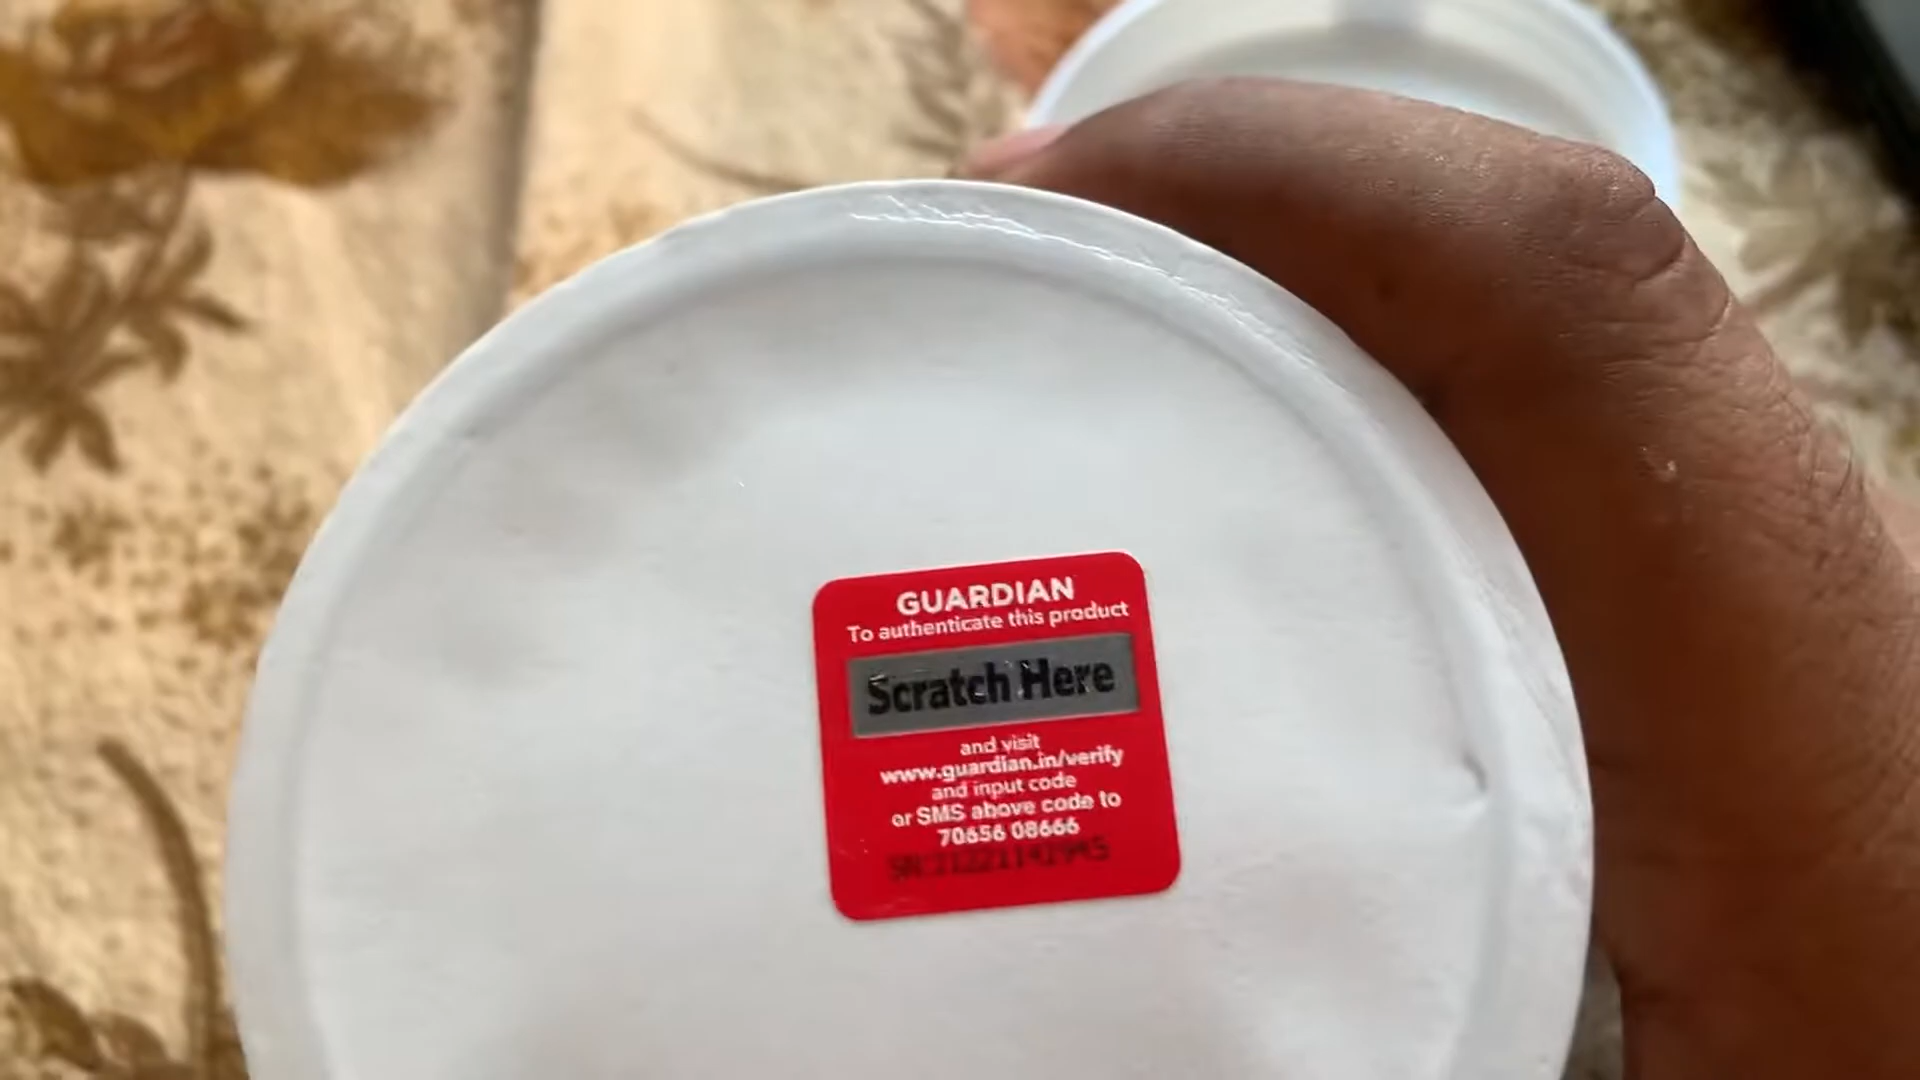 GUARDIAN
To authenticate this product
Scratch Here
and visit
www.guardian.in/verify
and input code
or SMS above code to
70656 08666